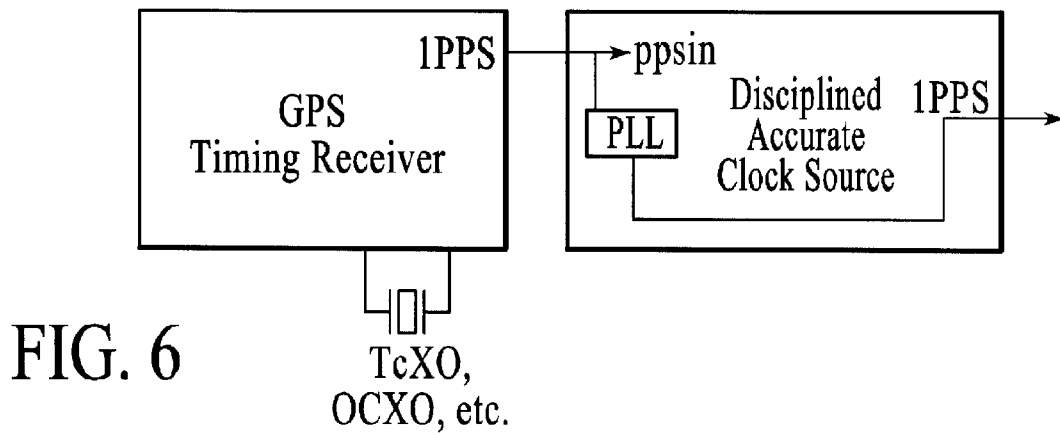 1PPS
GPS
Timing Receiver
ppsin
PLL
Disciplined
Accurate
Clock Source
1PPS
TcXO,
OCXO, etc.
FIG. 6